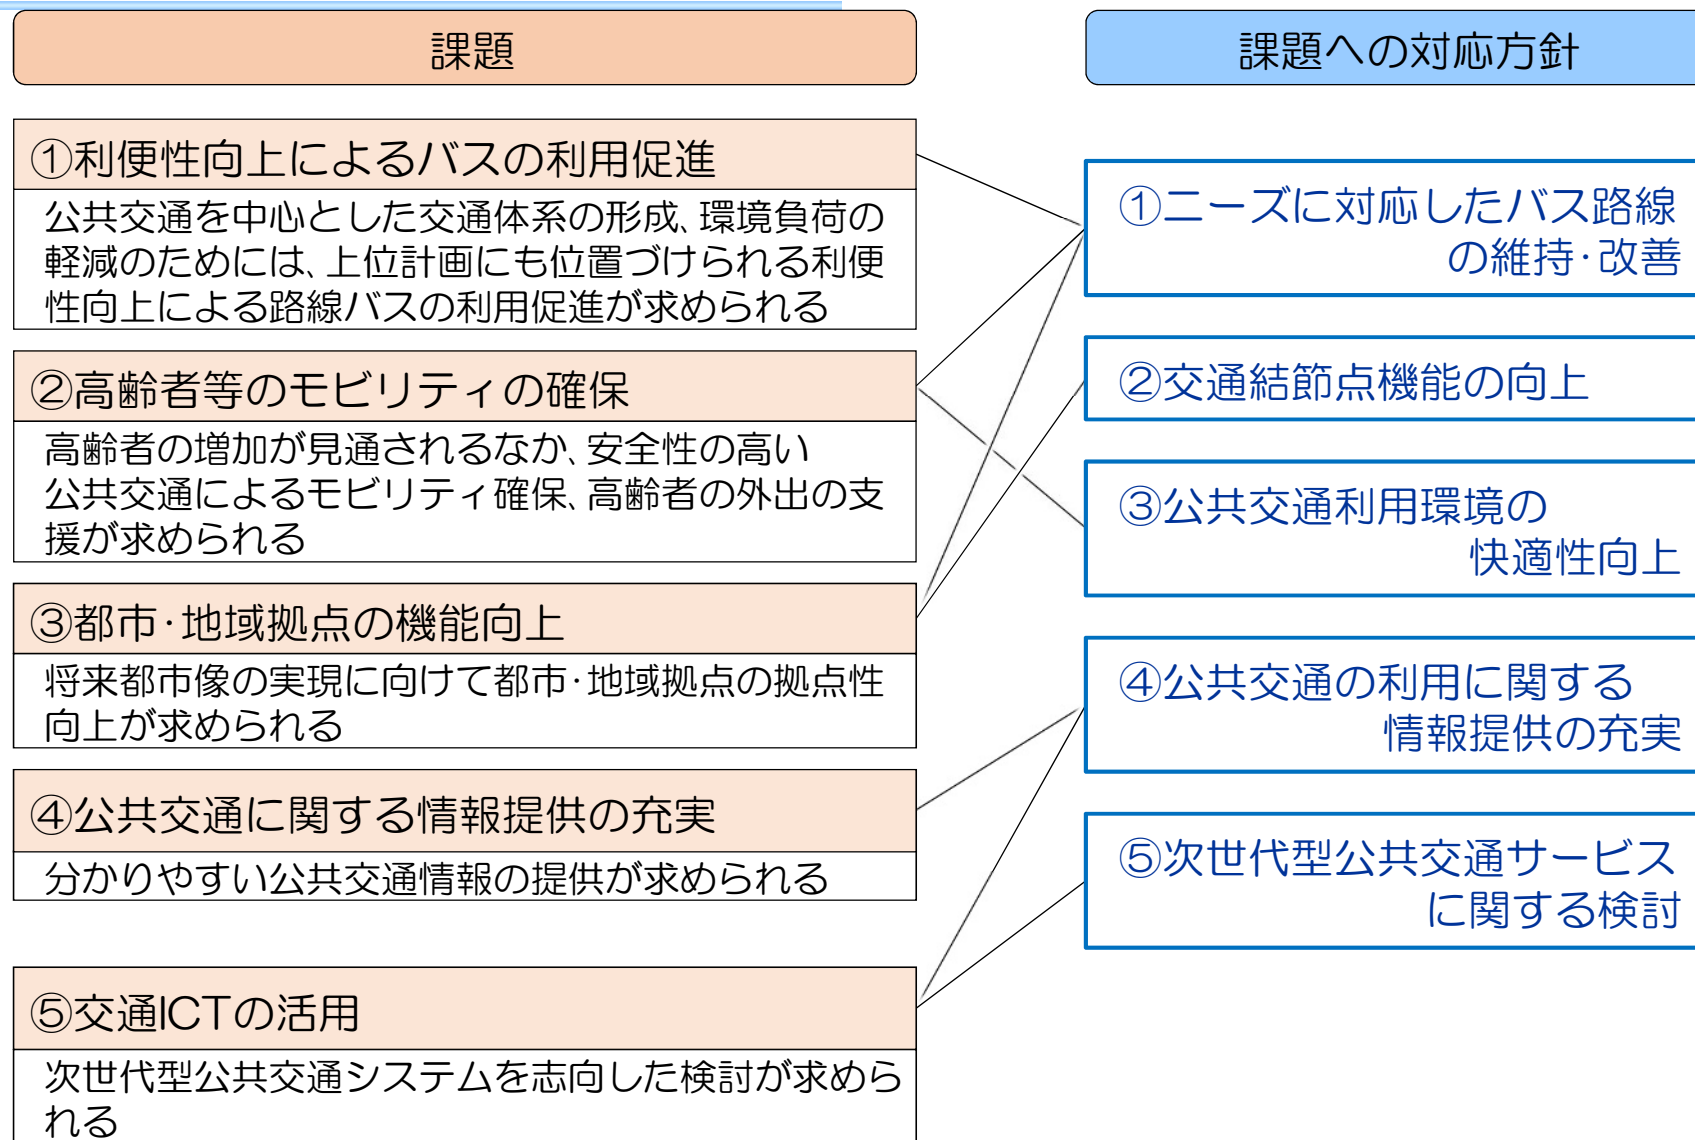 課題
①利便性向上によるバスの利用促進
公共交通を中心とした交通体系の形成、環境負荷の
軽減のためには、上位計画にも位置づけられる利便
性向上による路線バスの利用促進が求められる
②高齢者等のモビリティの確保
高齢者の増加が見通されるなか、安全性の高い
公共交通によるモビリティ確保、高齢者の外出の支
援が求められる
③都市・地域拠点の機能向上
将来都市像の実現に向けて都市・地域拠点の拠点性
向上が求められる
④公共交通に関する情報提供の充実
分かりやすい公共交通情報の提供が求められる
⑤交通ICTの活用
次世代型公共交通システムを志向した検討が求めら
れる
課題への対応方針
①ニーズに対応したバス路線
の維持・改善
②交通結節点機能の向上
③公共交通利用環境の
快適性向上
④公共交通の利用に関する
情報提供の充実
⑤次世代型公共交通サービス
に関する検討